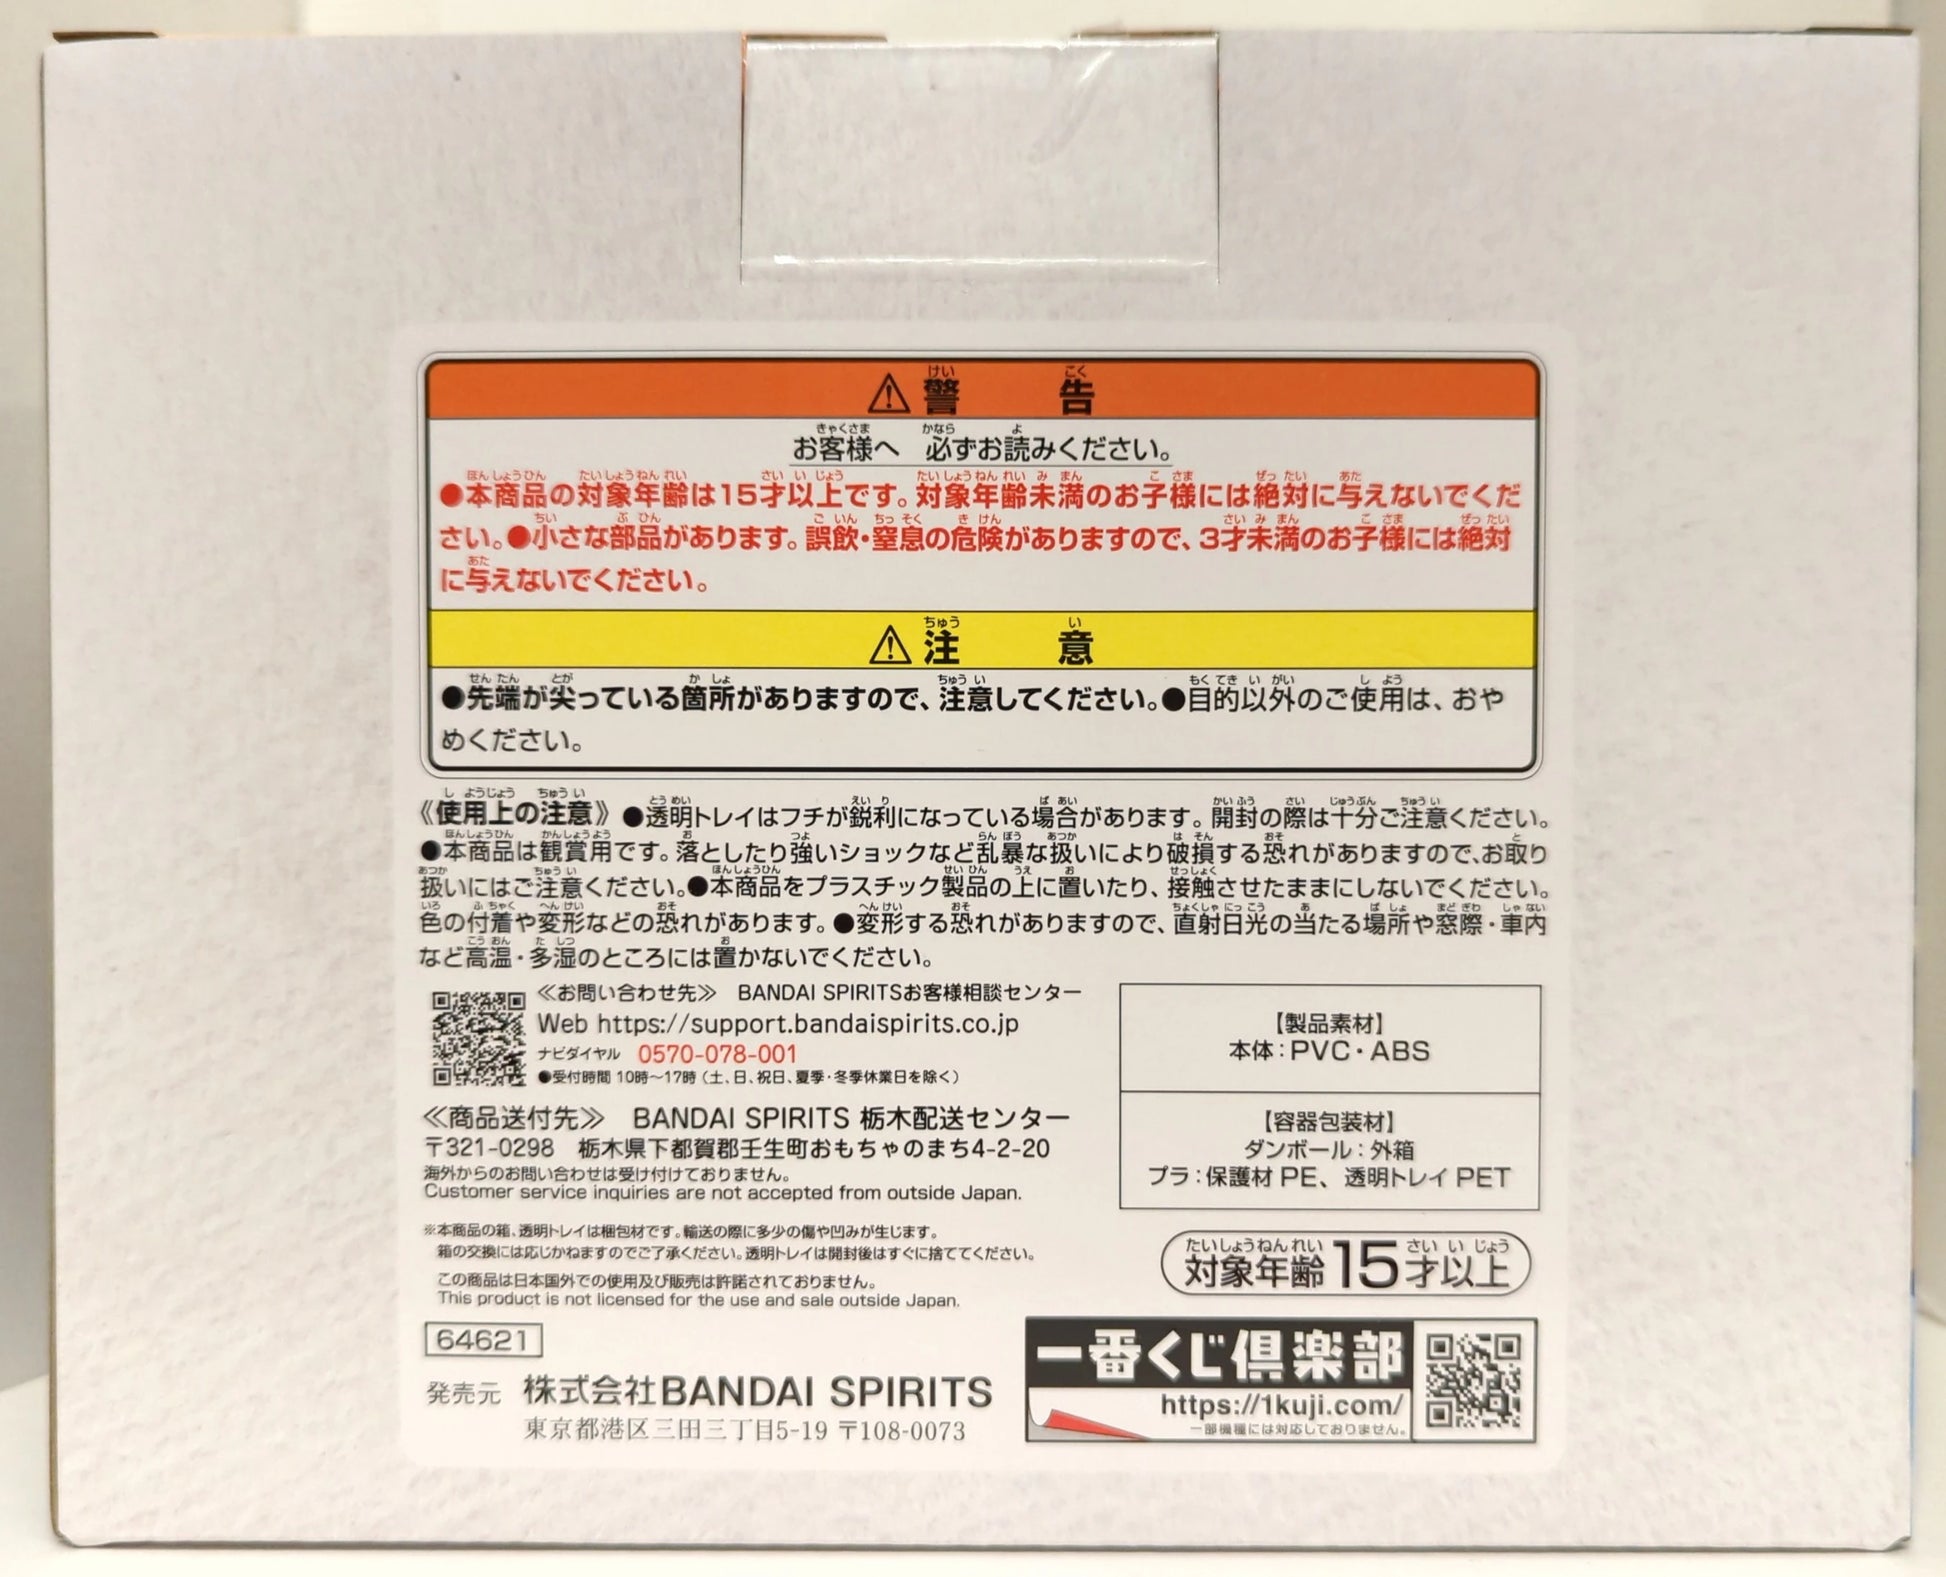 ⚠警告
お客様へ 必ずお読みください。
●本商品の対象年齢は15才以上です。対象年齢未満のお子様には絶対に与えないでくだ
さい。●小さな部品があります。誤飲・窒息の危険がありますので、3才未満のお子様には絶対
に与えないでください。
⚠注意
●先端が尖っている箇所がありますので、注意してください。●目的以外のご使用は、おや
めください。
《使用上の注意》●透明トレイはフチが鋭利になっている場合があります。開封の際は十分ご注意ください。
●本商品は観賞用です。落としたり強いショックなど乱暴な扱いにより破損する恐れがありますので、お取り
扱いにはご注意ください。●本商品をプラスチック製品の上に置いたり、接触させたままにしないでください。
色の付着や変形などの恐れがあります。●変形する恐れがありますので、直射日光の当たる場所や窓際・車内
など高温・多湿のところには置かないでください。
≪お問い合わせ先≫ BANDAI SPIRITSお客様相談センター
Web https://support.bandaispirits.co.jp
ナビダイヤル 0570-078-001
●受付時間 10時〜17時(土、日、祝日、夏季・冬季休業日を除く)
≪商品送付先≫ BANDAI SPIRITS 栃木配送センター
〒321-0298 栃木県下都賀郡壬生町おもちゃのまち4-2-20
海外からのお問い合わせは受け付けておりません。
Customer service inquiries are not accepted from outside Japan.
※本商品の箱、透明トレイは梱包材です。輸送の際に多少の傷や凹みが生じます。
箱の交換には応じかねますのでご了承ください。透明トレイは開封後はすぐに捨ててください。
この商品は日本国外での使用及び販売は許諾されておりません。
This product is not licensed for the use and sale outside Japan.
64621
発売元 株式会社BANDAI SPIRITS
東京都港区三田三丁目5-19 〒108-0073
【製品素材】
本体:PVC・ABS
【容器包装材】
ダンボール:外箱
プラ:保護材 PE、透明トレイ PET
対象年齢15才以上
一番くじ倶楽部
https://1kuji.com/
一部機種には対応しておりません。